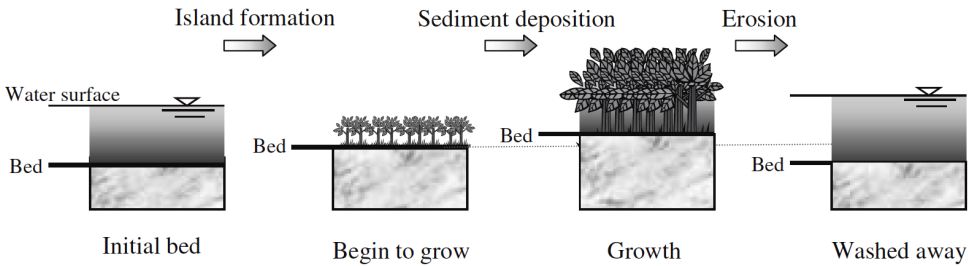 Island formation
Sediment deposition
Erosion
Water surface
Bed
Bed
Bed
Bed
Initial bed
Begin to grow
Growth
Washed away